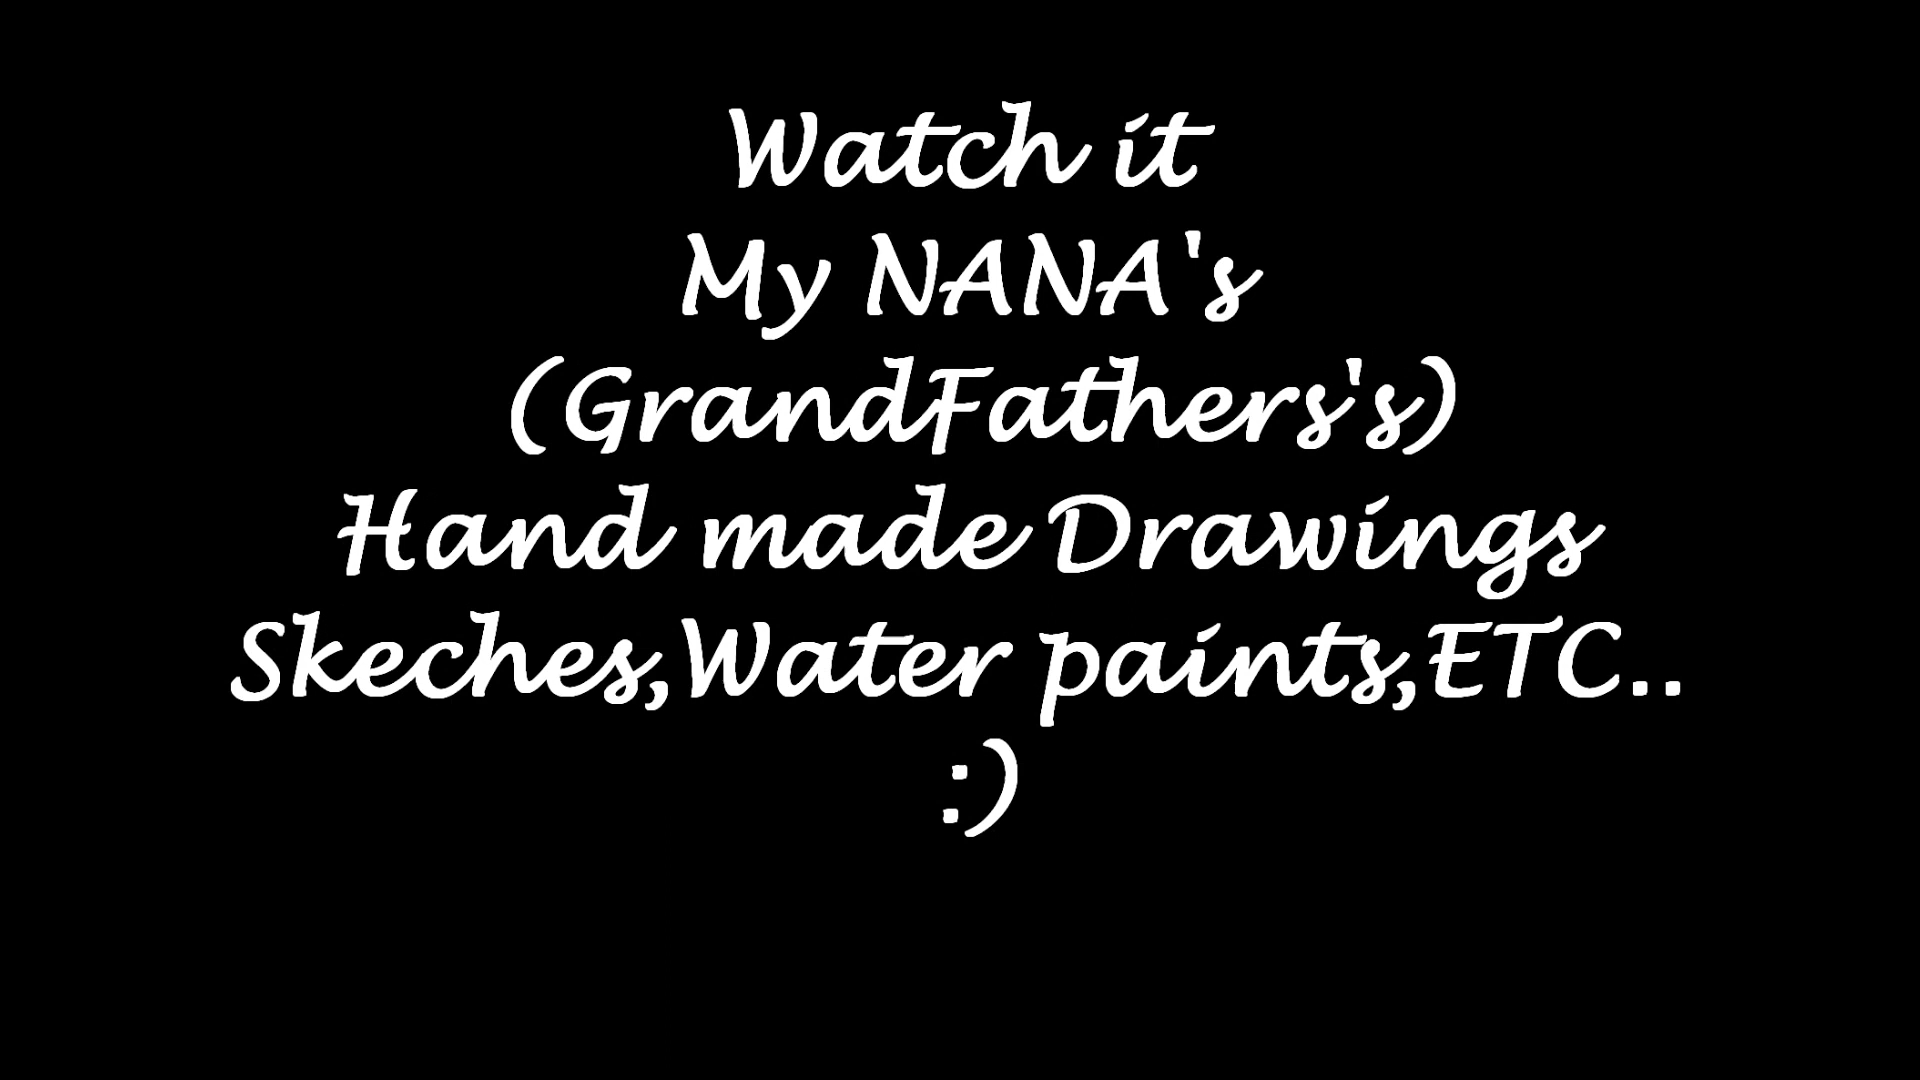 Watch it
My NANA's
(GrandFathers's)
Hand made Drawings
Skeches,Water paints,ETC..
:)